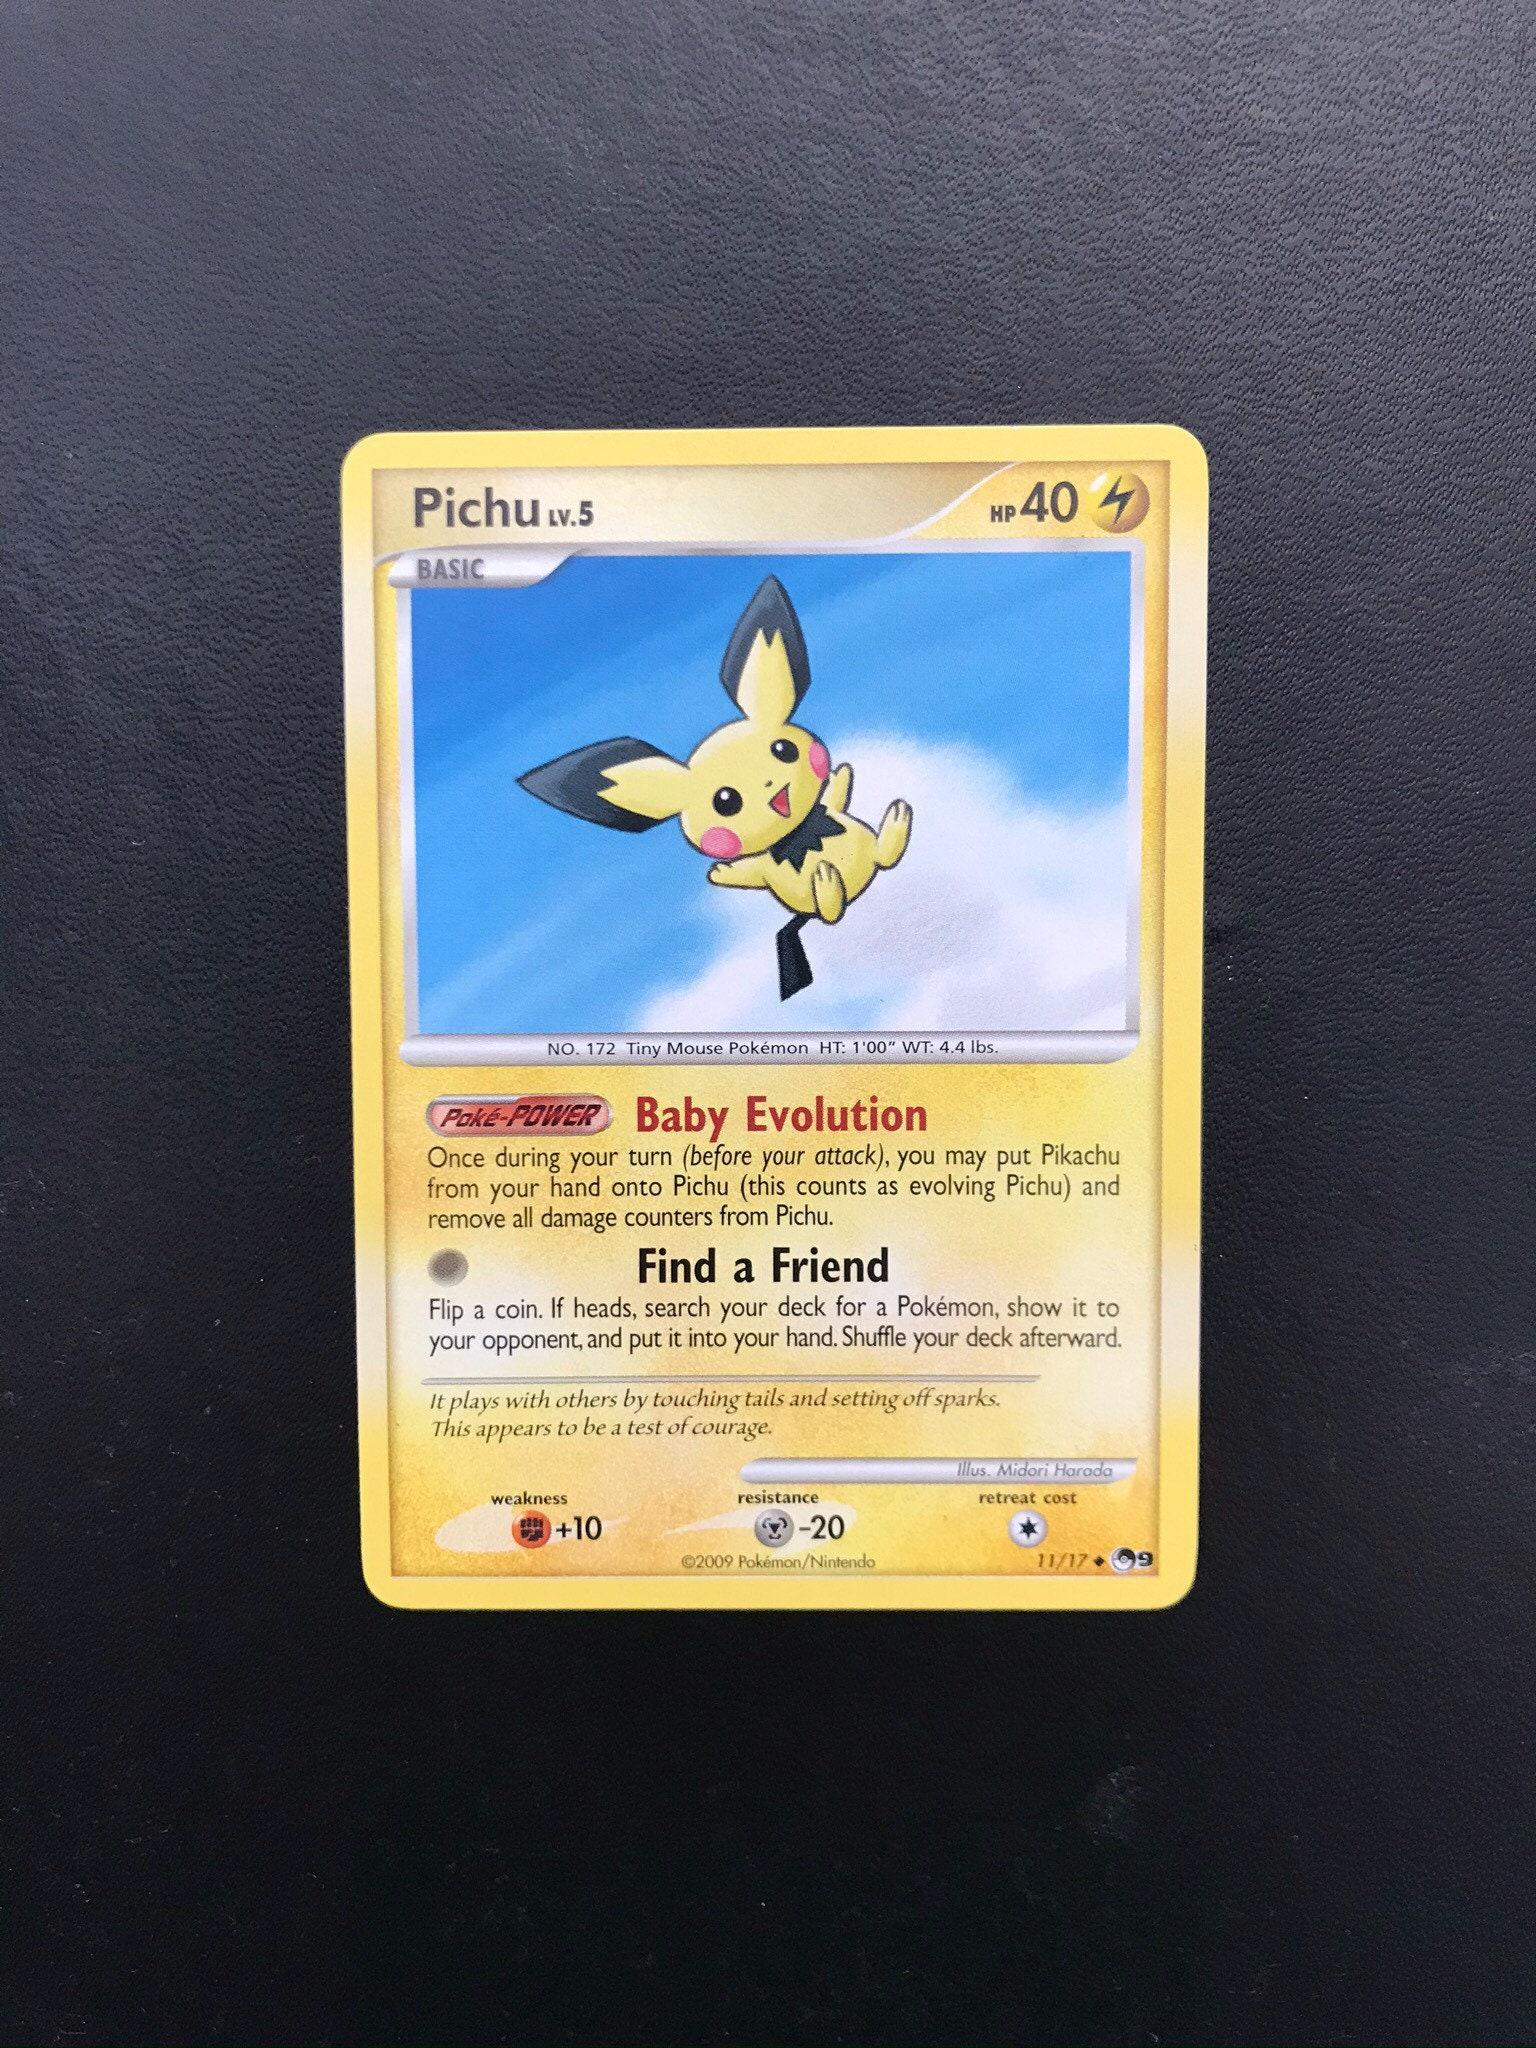 Pichu LV.5
HP 40
BASIC
NO. 172 Tiny Mouse Pokémon HT: 1'00" WT: 4.4 lbs.
Poké-POWER Baby Evolution
Once during your turn (before your attack), you may put Pikachu
from your hand onto Pichu (this counts as evolving Pichu) and
remove all damage counters from Pichu.
Find a Friend
Flip a coin. If heads, search your deck for a Pokémon, show it to
your opponent, and put it into your hand. Shuffle your deck afterward.
It plays with others by touching tails and setting off sparks.
This appears to be a test of courage.
Illus. Midori Harada
weakness resistance retreat cost
+10 -20
©2009 Pokémon/Nintendo 11/17 9